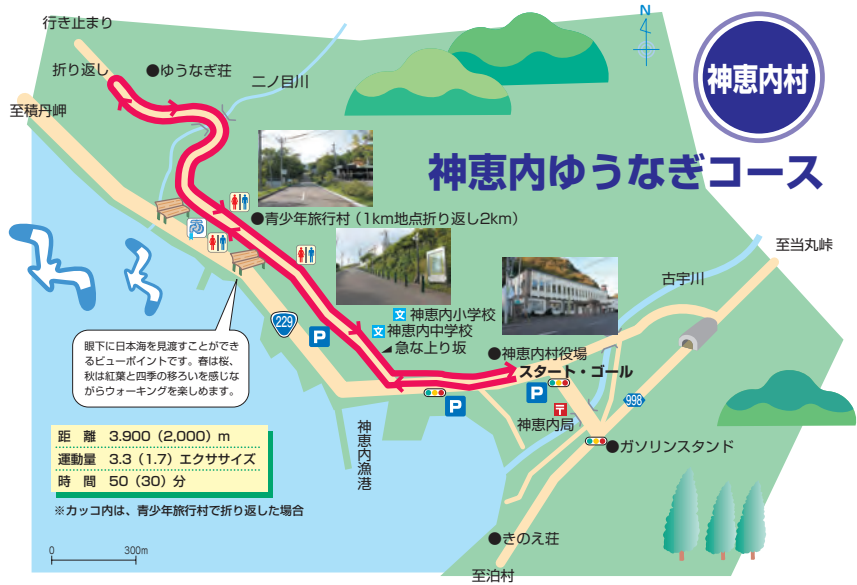 行き止まり
N
神恵内村
折り返し
●ゆうなぎ荘
二ノ目川
至積丹岬
神恵内ゆうなぎコース
●青少年旅行村（1km地点折り返し2km）
至当丸峠
古宇川
文 神恵内小学校
文 神恵内中学校
急な上り坂
229
P
眼下に日本海を見渡すことができ
るビューポイントです。春は桜、
秋は紅葉と四季の移ろいを感じな
がらウォーキングを楽しめます。
●神恵内村役場
スタート・ゴール
P
P
998
〒
神恵内局
神恵内漁港
●ガソリンスタンド
距　離　3.900（2,000）m
運動量　3.3（1.7）エクササイズ
時　間　50（30）分
※カッコ内は、青少年旅行村で折り返した場合
●きのえ荘
0 300m
至泊村